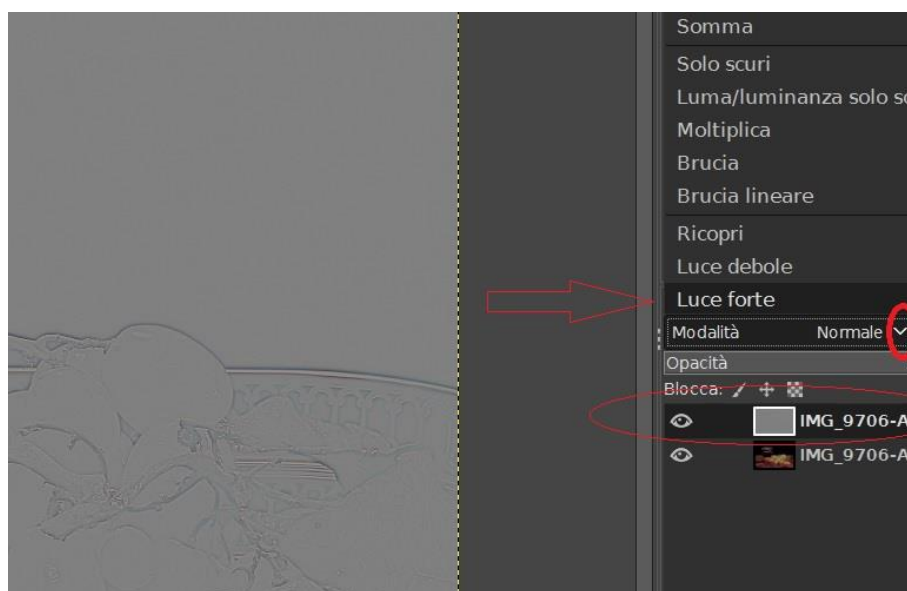 Somma
Solo scuri
Luma/luminanza solo
Moltiplica
Brucia
Brucia lineare
Ricopri
Luce debole
Luce forte
Modalità Normale
Opacità
Blocca:
IMG_9706-A
IMG_9706-A